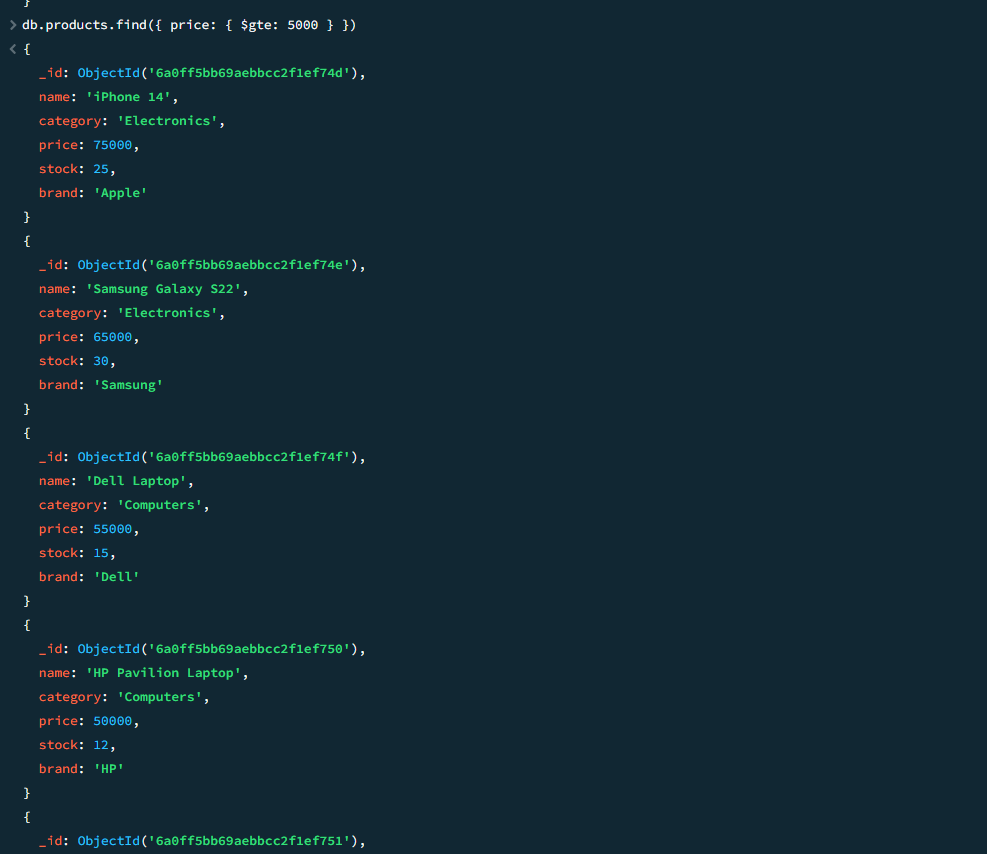 }
> db.products.find({ price: { $gte: 5000 } })
< {
_id: ObjectId('6a0ff5bb69aebbcc2f1ef74d'),
name: 'iPhone 14',
category: 'Electronics',
price: 75000,
stock: 25,
brand: 'Apple'
}
{
_id: ObjectId('6a0ff5bb69aebbcc2f1ef74e'),
name: 'Samsung Galaxy S22',
category: 'Electronics',
price: 65000,
stock: 30,
brand: 'Samsung'
}
{
_id: ObjectId('6a0ff5bb69aebbcc2f1ef74f'),
name: 'Dell Laptop',
category: 'Computers',
price: 55000,
stock: 15,
brand: 'Dell'
}
{
_id: ObjectId('6a0ff5bb69aebbcc2f1ef750'),
name: 'HP Pavilion Laptop',
category: 'Computers',
price: 50000,
stock: 12,
brand: 'HP'
}
{
_id: ObjectId('6a0ff5bb69aebbcc2f1ef751'),